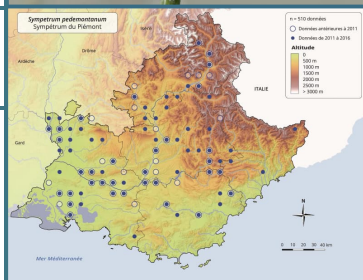 Sympetrum pedemontanum
Sympétrum du Piémont
n = 510 données
Données antérieures à 2011
Données de 2011 à 2016
Altitude
0
500 m
1000 m
1500 m
2000 m
2500 m
> 3000 m
Isère
Drôme
Ardèche
ITALIE
Gard
Mer Méditerranée
N
0 10 20 30 40 km